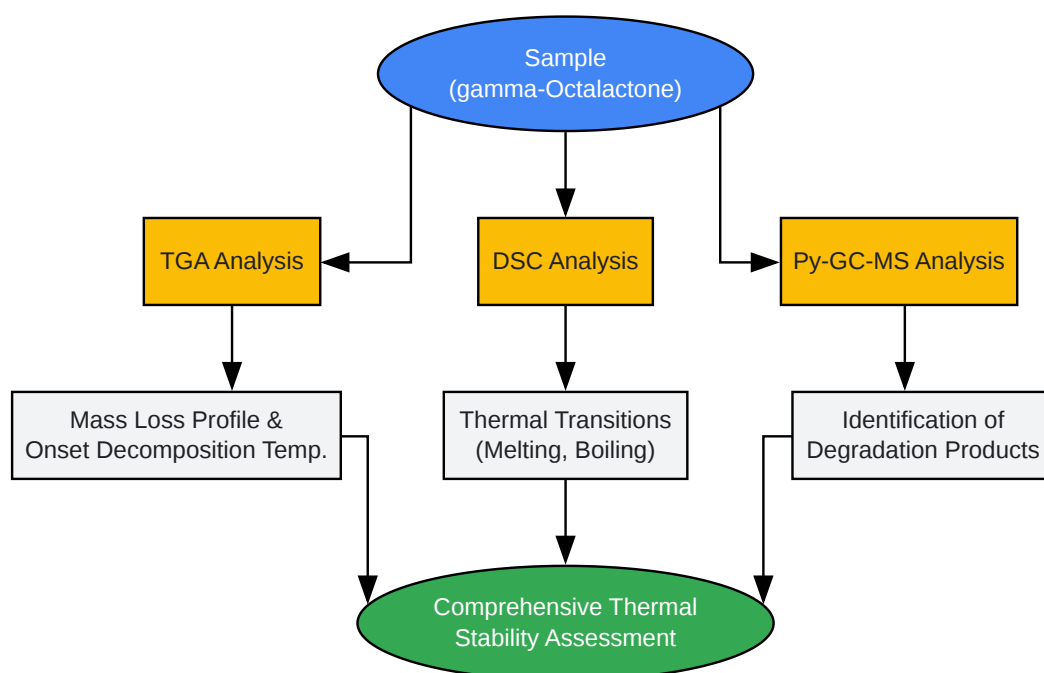 Sample
(gamma-Octalactone)
TGA Analysis
DSC Analysis
Py-GC-MS Analysis
Mass Loss Profile &
Onset Decomposition Temp.
Thermal Transitions
(Melting, Boiling)
Identification of
Degradation Products
Comprehensive Thermal
Stability Assessment